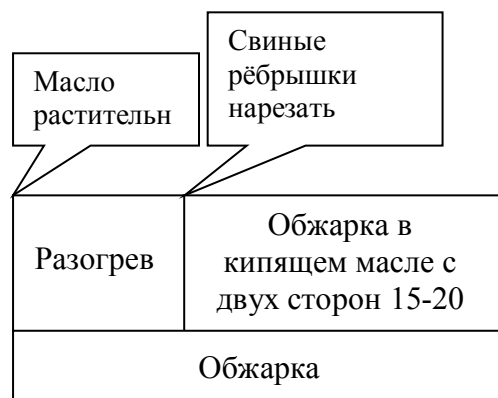 Свиные
рёбрышки
нарезать
Масло
растительн
Разогрев
Обжарка в
кипящем масле с
двух сторон 15-20
Обжарка